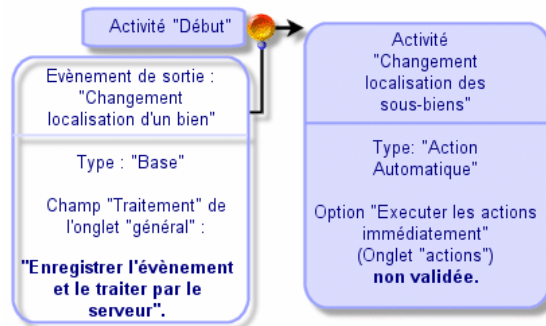 Activité "Début"
Evènement de sortie :
"Changement
localisation d'un bien"
Type : "Base"
Champ "Traitement" de
l'onglet "général" :
"Enregistrer l'évènement
et le traiter par le
serveur".
Activité
"Changement
localisation des
sous-biens"
Type: "Action
Automatique"
Option "Executer les actions
immédiatement"
(Onglet "actions")
non validée.